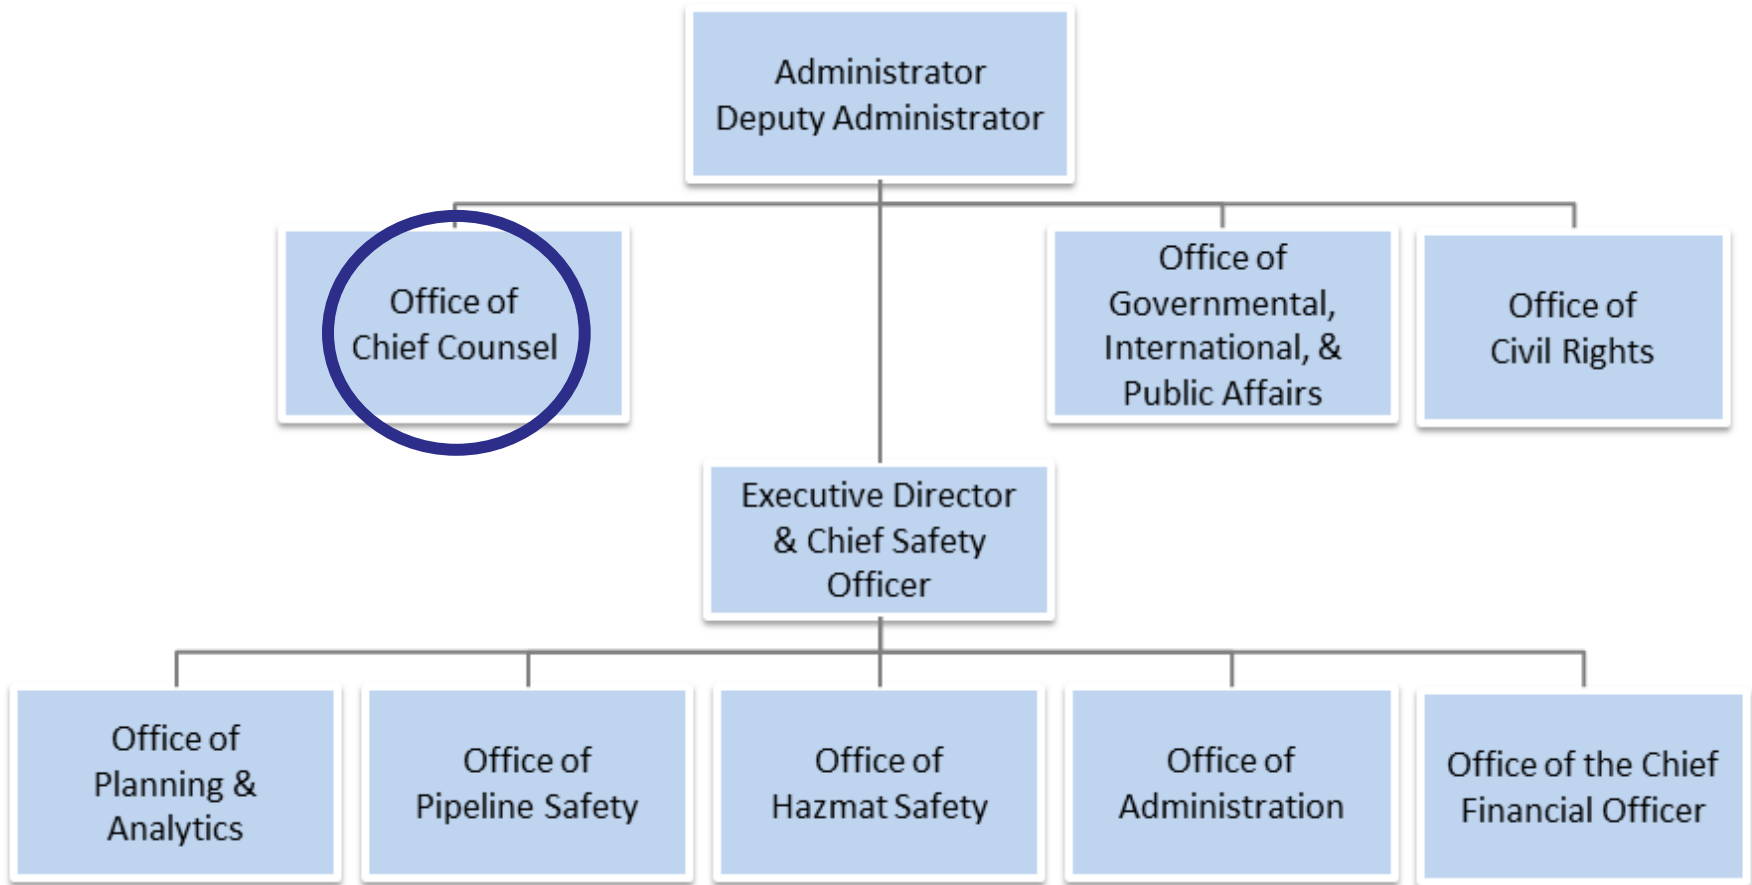 Administrator
Deputy Administrator
Office of
Chief Counsel
Office of
Governmental,
International, &
Public Affairs
Office of
Civil Rights
Executive Director
& Chief Safety
Officer
Office of
Planning &
Analytics
Office of
Pipeline Safety
Office of
Hazmat Safety
Office of
Administration
Office of the Chief
Financial Officer